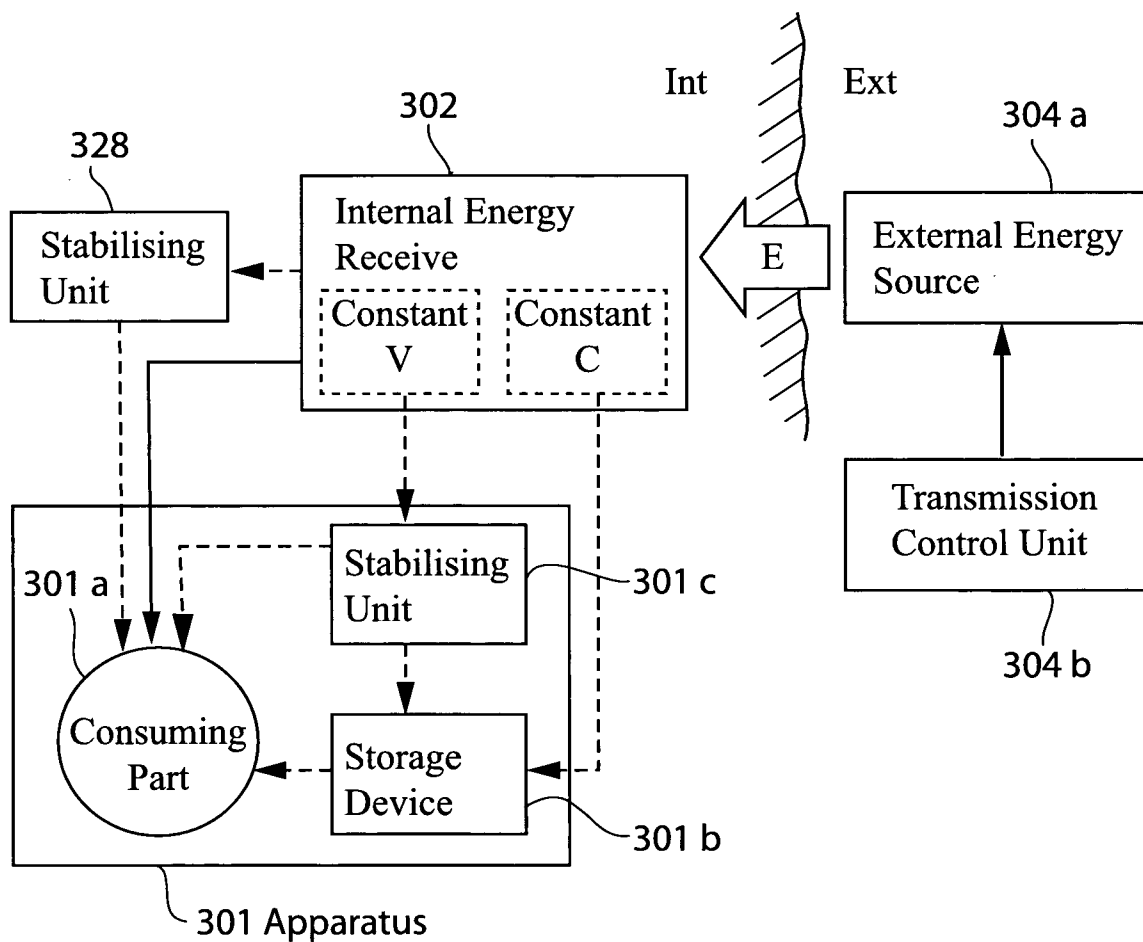 Int
Ext
302
304 a
328
Internal Energy
Receive
Stabilising
Unit
E
External Energy
Source
Constant
V
Constant
C
Transmission
Control Unit
Stabilising
Unit
301 c
301 a
304 b
Consuming
Part
Storage
Device
301 b
301 Apparatus